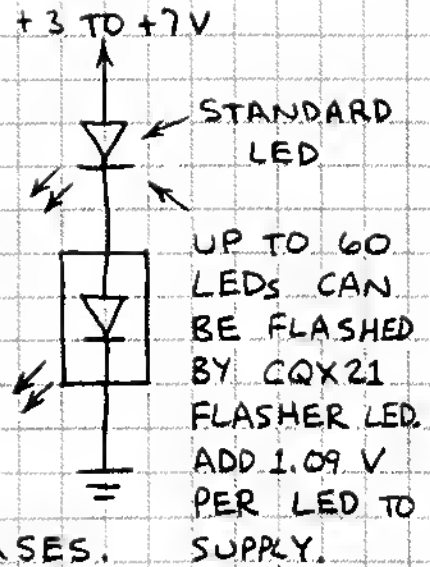 +3 TO +7V
STANDARD
LED
UP TO 60
LEDs CAN
BE FLASHED
BY CQX21
FLASHER LED.
ADD 1.09 V
PER LED TO
SUPPLY.